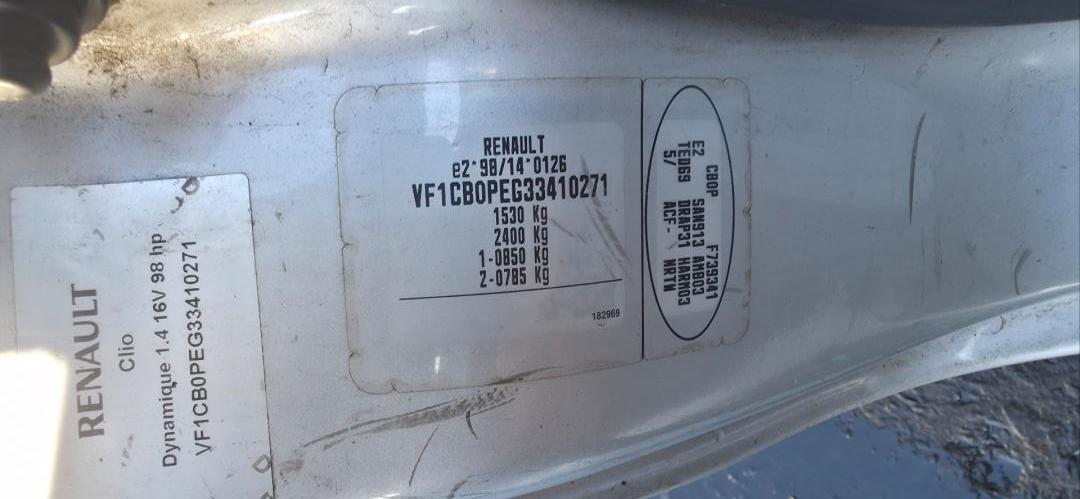 RENAULT
Clio
Dynamique 1.4 16V 98 hp
VF1CB0PEG33410271
RENAULT
e2*98/14*0126
VF1CB0PEG33410271
1530 Kg
2400 Kg
1-0850 Kg
2-0785 Kg
182969
CB0P F739341
E2 SAN913 AMB03
TED69 DRAP31 HARM03
5/ ACF- NRTN